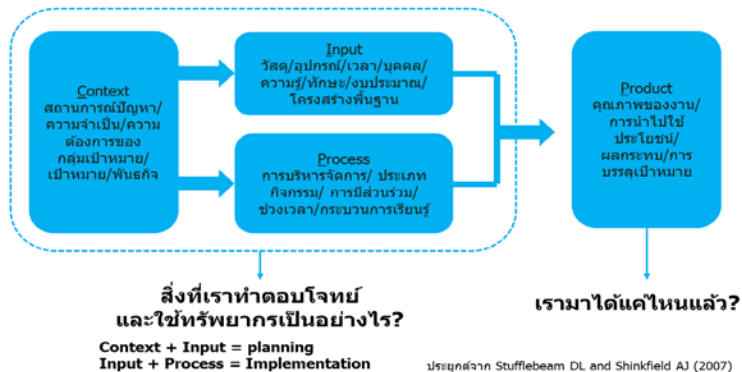 Context
สถานการณ์ปัญหา/
ความจำเป็น/ความ
ต้องการของ
กลุ่มเป้าหมาย/
เป้าหมาย/พันธกิจ
Input
วัสดุ/อุปกรณ์/เวลา/บุคคล/
ความรู้/ทักษะ/งบประมาณ/
โครงสร้างพื้นฐาน
Process
การบริหารจัดการ/ ประเภท
กิจกรรม/ การมีส่วนร่วม/
ช่วงเวลา/กระบวนการเรียนรู้
Product
คุณภาพของงาน/
การนำไปใช้
ประโยชน์/
ผลกระทบ/การ
บรรลุเป้าหมาย
สิ่งที่เราทำตอบโจทย์
และใช้ทรัพยากรเป็นอย่างไร?
Context + Input = planning
Input + Process = Implementation
เรามาได้แค่ไหนแล้ว?
ประยุกต์จาก Stufflebeam DL and Shinkfield AJ (2007)